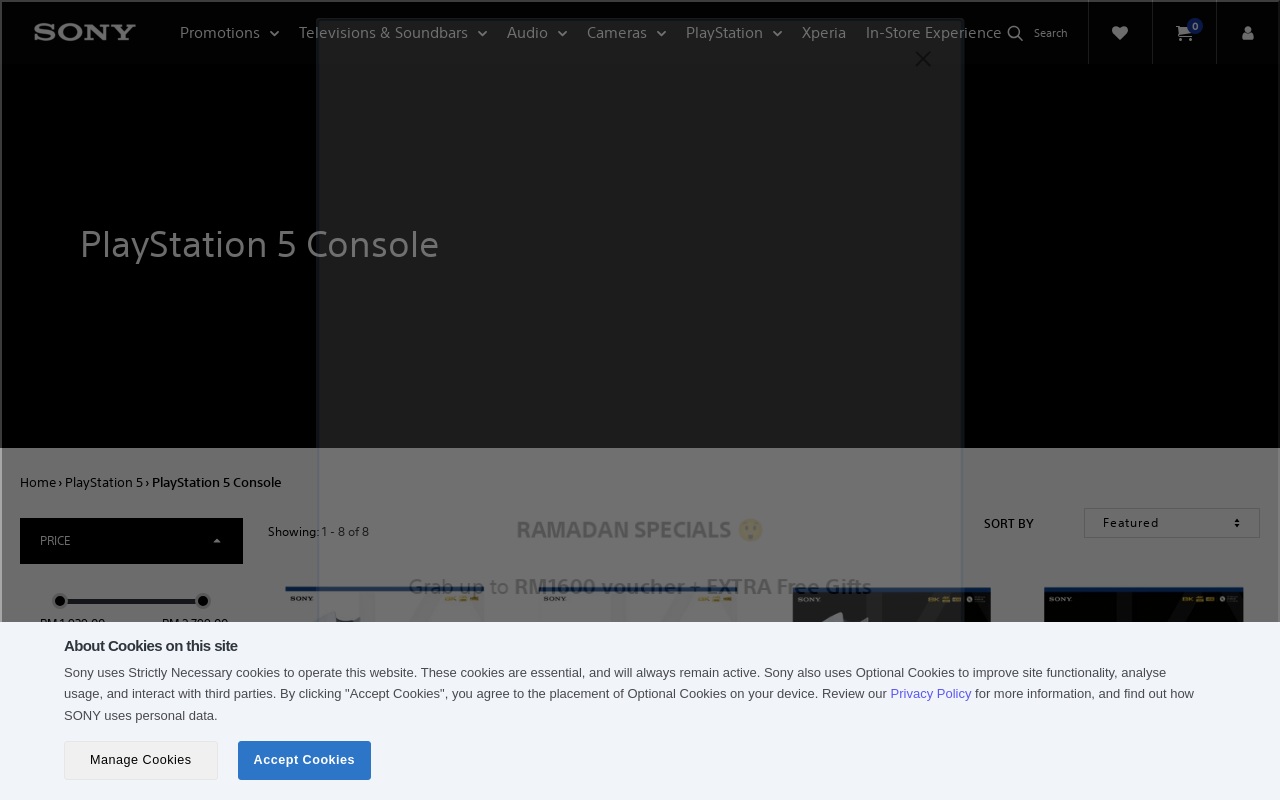 SONY
Promotions
Televisions & Soundbars
Audio
Cameras
PlayStation
Xperia
In-Store Experience
Search
0
PlayStation 5 Console
Home › PlayStation 5 › PlayStation 5 Console
PRICE
Showing: 1 - 8 of 8
SORT BY
Featured
RAMADAN SPECIALS 😲
Grab up to RM1600 voucher + EXTRA Free Gifts
SONY
SONY
SONY
SONY
About Cookies on this site
Sony uses Strictly Necessary cookies to operate this website. These cookies are essential, and will always remain active. Sony also uses Optional Cookies to improve site functionality, analyse
usage, and interact with third parties. By clicking "Accept Cookies", you agree to the placement of Optional Cookies on your device. Review our Privacy Policy for more information, and find out how
SONY uses personal data.
Manage Cookies
Accept Cookies